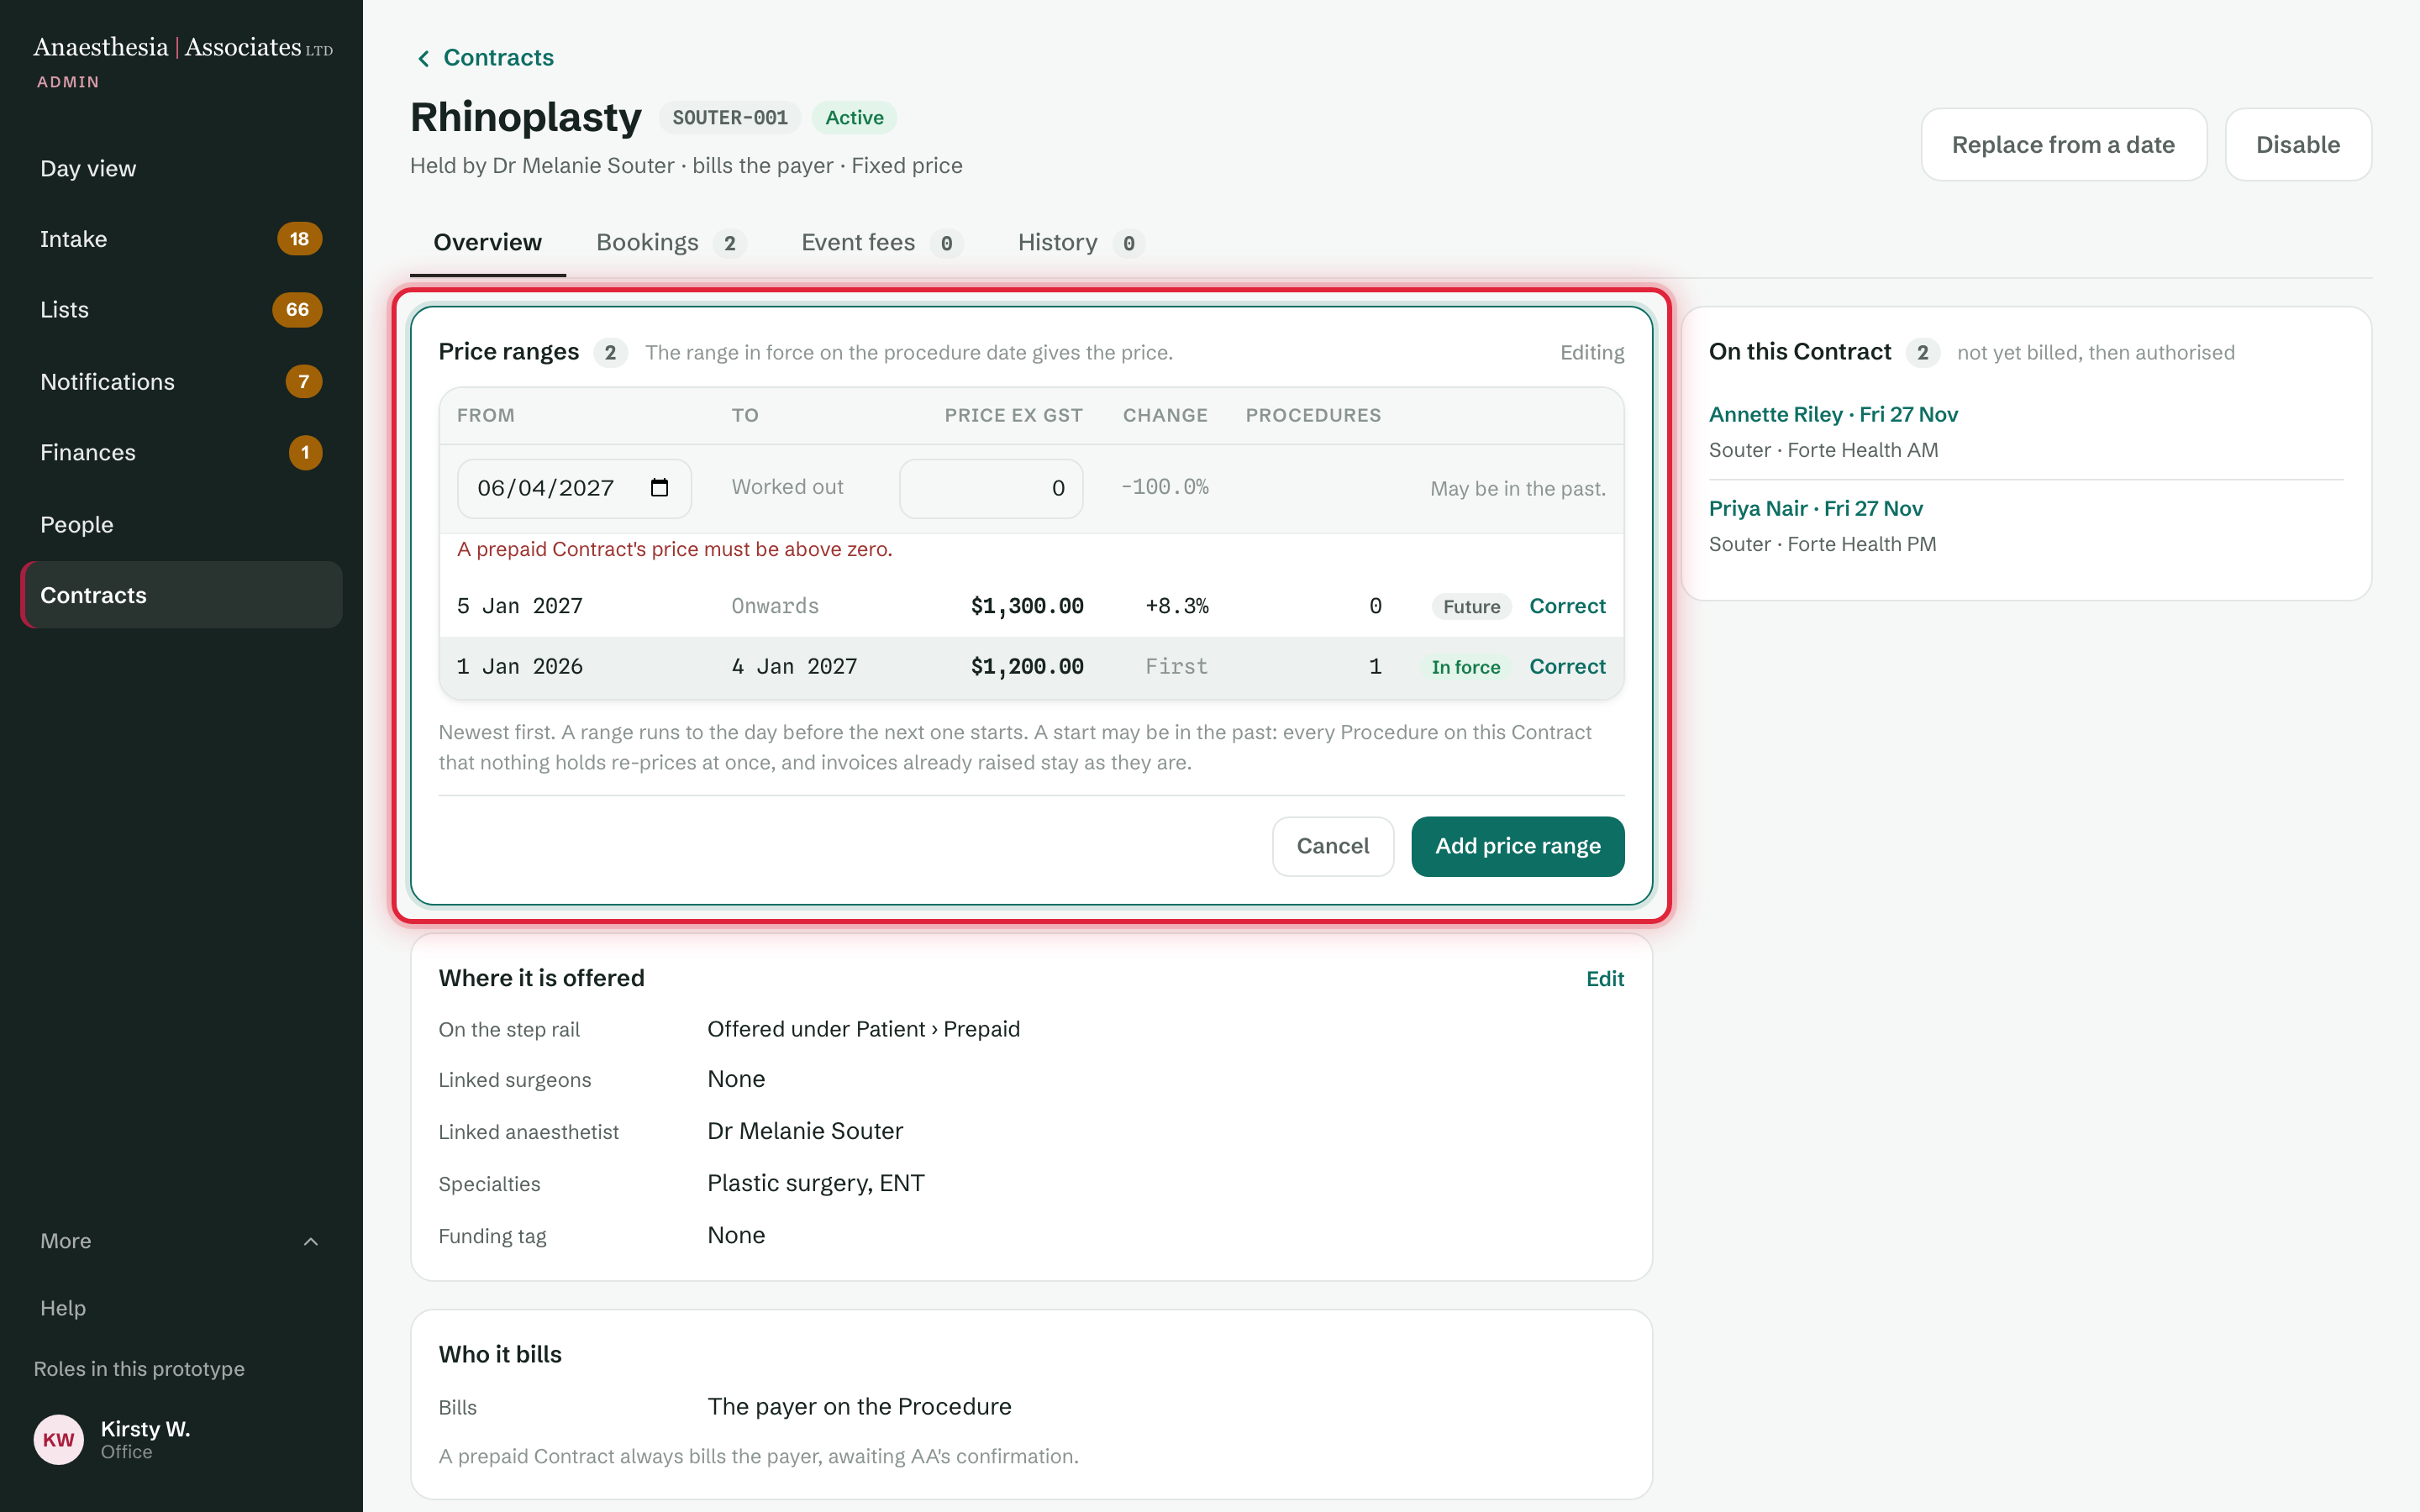 Anaesthesia | Associates LTD
ADMIN
Day view
Intake 18
Lists 66
Notifications 7
Finances 1
People
Contracts
More
Help
Roles in this prototype
KW
Kirsty W.
Office
Contracts
Rhinoplasty SOUTER-001 Active
Held by Dr Melanie Souter · bills the payer · Fixed price
Replace from a date
Disable
Overview
Bookings 2
Event fees 0
History 0
Price ranges 2 The range in force on the procedure date gives the price. Editing
FROM TO PRICE EX GST CHANGE PROCEDURES
06/04/2027 Worked out 0 -100.0% May be in the past.
A prepaid Contract's price must be above zero.
5 Jan 2027 Onwards $1,300.00 +8.3% 0 Future Correct
1 Jan 2026 4 Jan 2027 $1,200.00 First 1 In force Correct
Newest first. A range runs to the day before the next one starts. A start may be in the past: every Procedure on this Contract
that nothing holds re-prices at once, and invoices already raised stay as they are.
Cancel
Add price range
On this Contract 2 not yet billed, then authorised
Annette Riley · Fri 27 Nov
Souter · Forte Health AM
Priya Nair · Fri 27 Nov
Souter · Forte Health PM
Where it is offered Edit
On the step rail Offered under Patient › Prepaid
Linked surgeons None
Linked anaesthetist Dr Melanie Souter
Specialties Plastic surgery, ENT
Funding tag None
Who it bills
Bills The payer on the Procedure
A prepaid Contract always bills the payer, awaiting AA's confirmation.